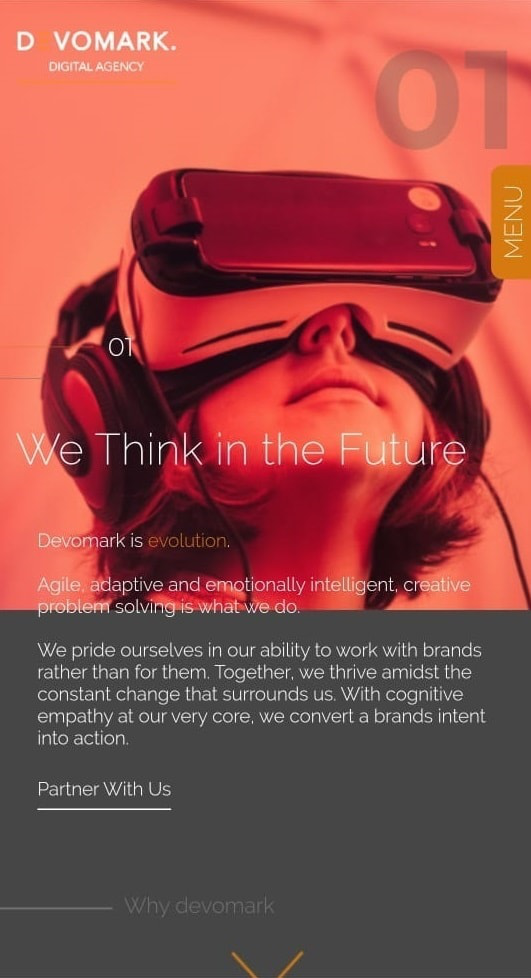 DEVOMARK.
DIGITAL AGENCY
01
MENU
01
We Think in the Future
Devomark is evolution.
Agile, adaptive and emotionally intelligent, creative
problem solving is what we do.
We pride ourselves in our ability to work with brands
rather than for them. Together, we thrive amidst the
constant change that surrounds us. With cognitive
empathy at our very core, we convert a brands intent
into action.
Partner With Us
Why devomark